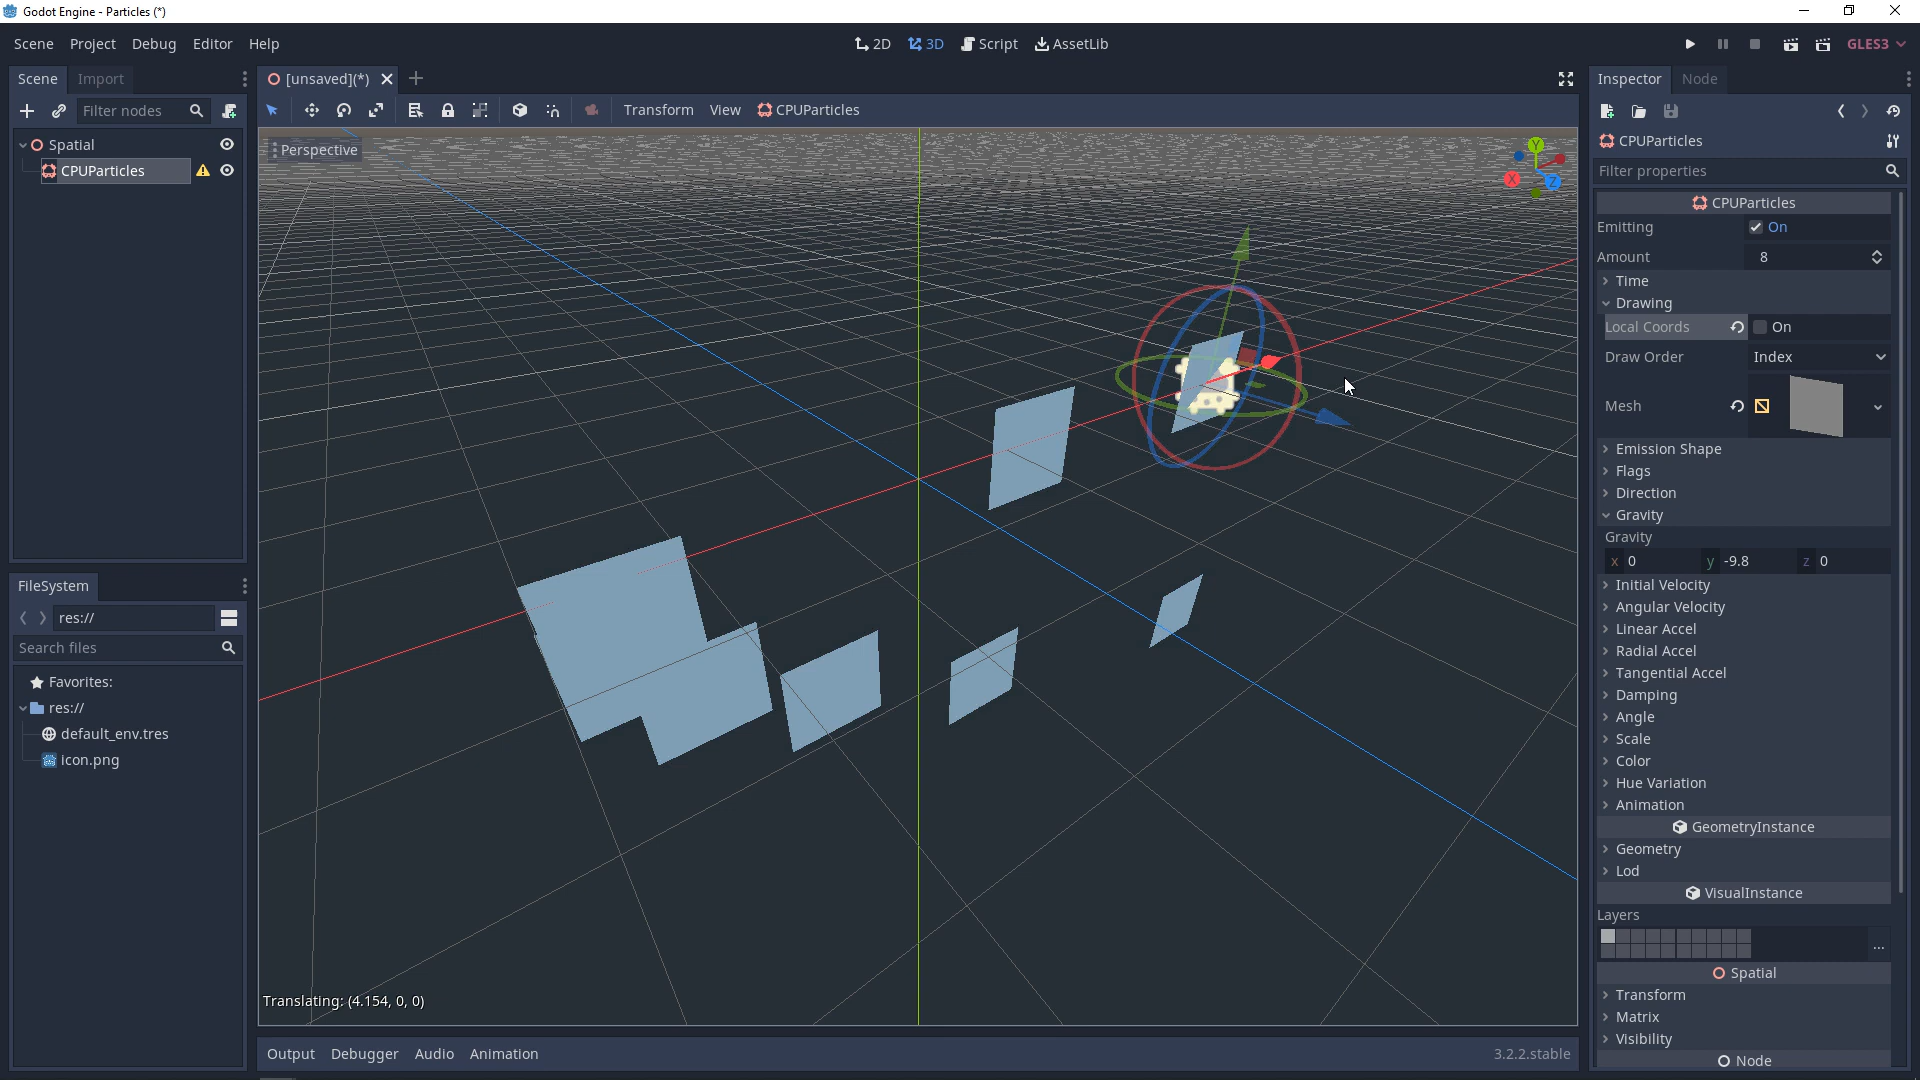 Godot Engine - Particles (*)
Scene Project Debug Editor Help
2D 3D Script AssetLib
GLES3
Scene Import
[unsaved](*)
Inspector Node
Filter nodes
Transform View CPUParticles
Spatial
CPUParticles
Perspective
Y
X
Z
Translating: (4.154, 0, 0)
FileSystem
res://
Search files
Favorites:
res://
default_env.tres
icon.png
Output Debugger Audio Animation
3.2.2.stable
CPUParticles
Filter properties
CPUParticles
Emitting On
Amount 8
Time
Drawing
Local Coords On
Draw Order Index
Mesh
Emission Shape
Flags
Direction
Gravity
Gravity
x 0 y -9.8 z 0
Initial Velocity
Angular Velocity
Linear Accel
Radial Accel
Tangential Accel
Damping
Angle
Scale
Color
Hue Variation
Animation
GeometryInstance
Geometry
Lod
VisualInstance
Layers
...
Spatial
Transform
Matrix
Visibility
Node